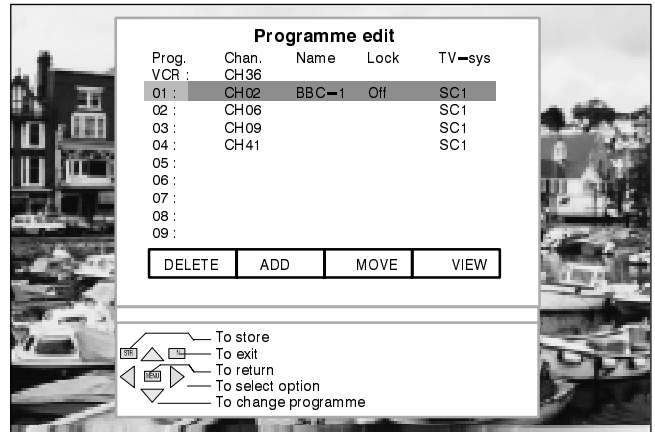 Programme edit
Prog. Chan. Name Lock TV-sys
VCR : CH36
01 : CH02 BBC-1 Off SC1
02 : CH06 SC1
03 : CH09 SC1
04 : CH41 SC1
05 :
06 :
07 :
08 :
09 :
DELETE ADD MOVE VIEW
To store
STR To exit
MENU To return
To select option
To change programme